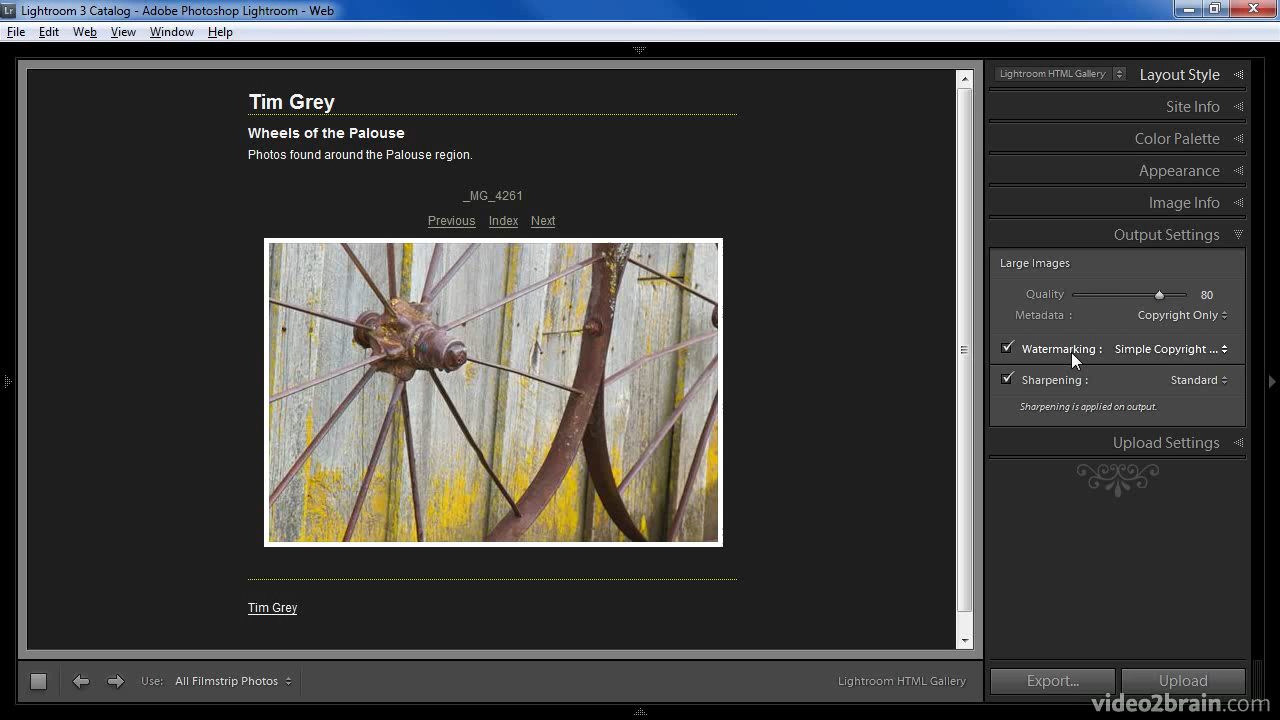 Lr Lightroom 3 Catalog - Adobe Photoshop Lightroom - Web
File Edit Web View Window Help
Tim Grey
Wheels of the Palouse
Photos found around the Palouse region.
_MG_4261
Previous Index Next
Tim Grey
Lightroom HTML Gallery Layout Style
Site Info
Color Palette
Appearance
Image Info
Output Settings
Large Images
Quality 80
Metadata : Copyright Only
Watermarking : Simple Copyright ...
Sharpening : Standard
Sharpening is applied on output.
Upload Settings
Use: All Filmstrip Photos Lightroom HTML Gallery
Export... Upload
video2brain.com